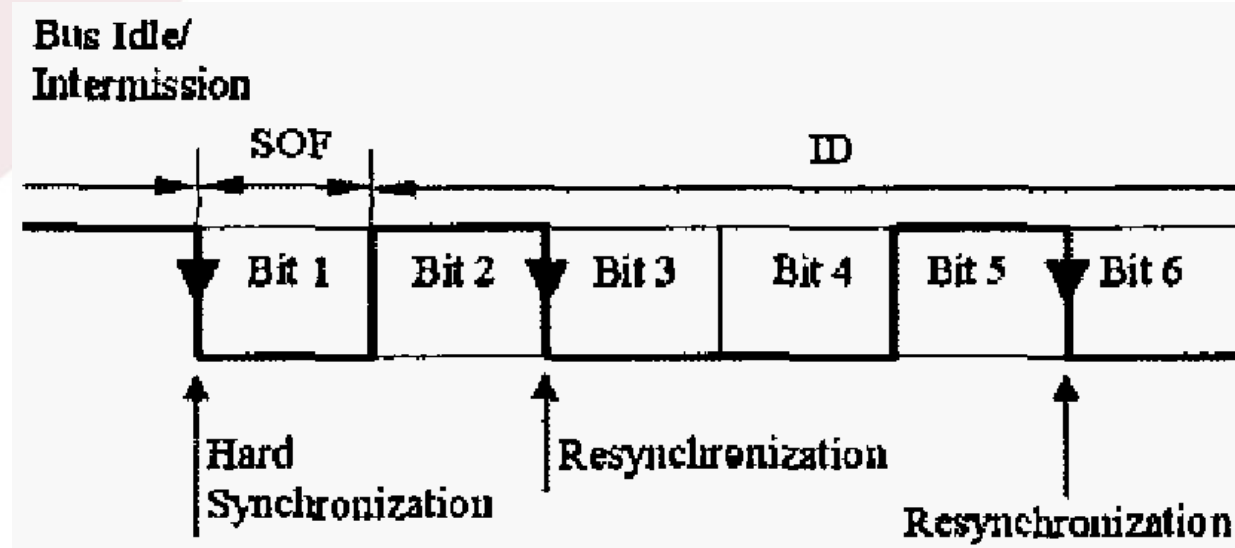 Bus Idle/
Intermission
SOF
ID
Bit 1
Bit 2
Bit 3
Bit 4
Bit 5
Bit 6
Hard
Synchronization
Resynchronization
Resynchronization